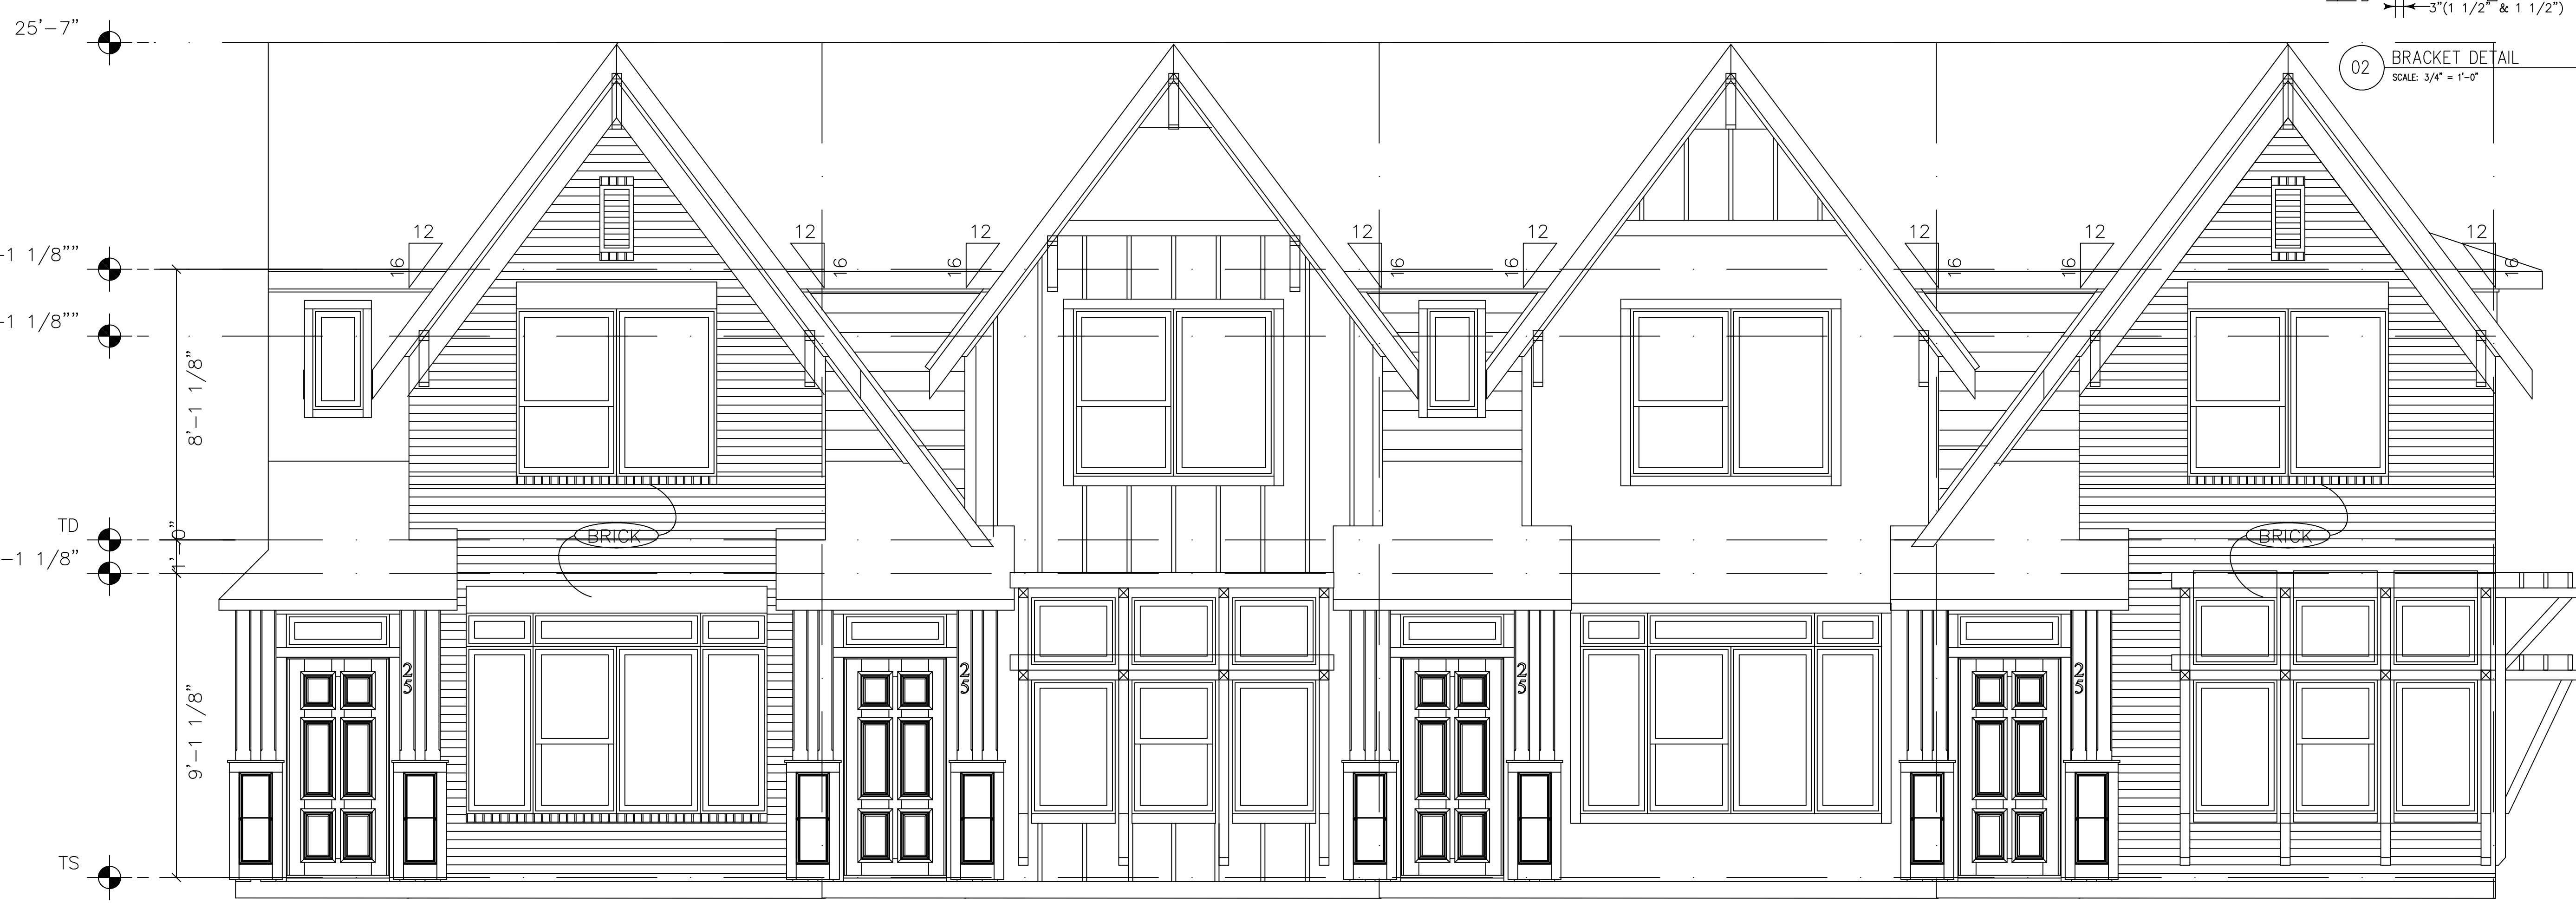 3"(1 1/2" & 1 1/2")
25'-7"
02
BRACKET DETAIL
SCALE: 3/4" = 1'-0"
12 12 12 12 12 12 12 12
16 16 16 16 16 16 16 16
-1 1/8""
-1 1/8""
8'-1 1/8"
TD
1'-0"
BRICK BRICK
-1 1/8"
25 25 25 25
9'-1 1/8"
TS